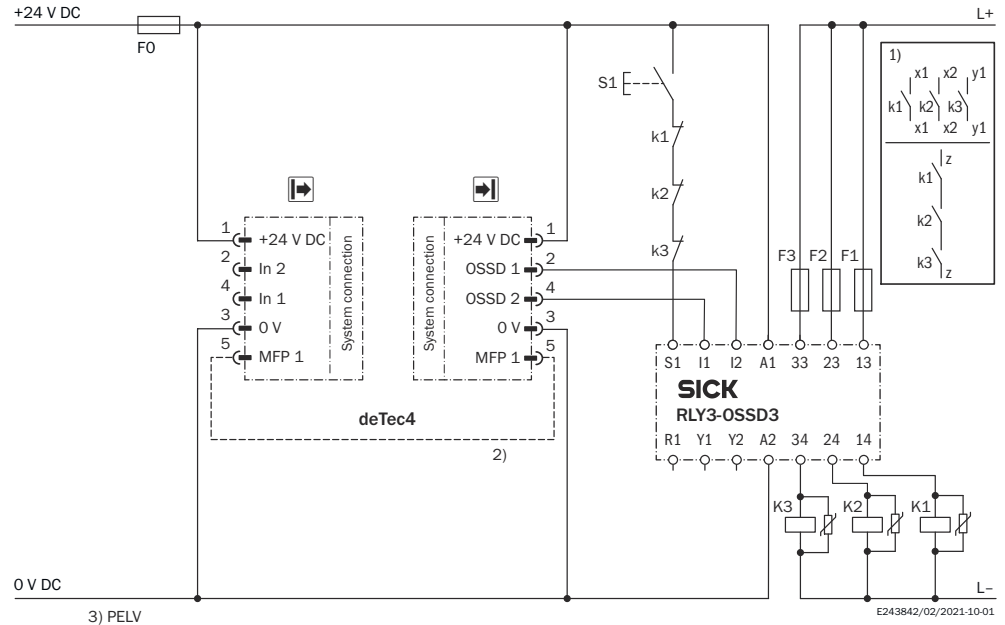 +24 V DC
F0
L+
1)
x1 x2 y1
k1 k2 k3
x1 x2 y1
z
k1
k2
k3
z
S1
k1
k2
k3
1
+24 V DC
2
In 2
4
In 1
3
0 V
5
MFP 1
System connection
System connection
+24 V DC
1
OSSD 1
2
OSSD 2
4
0 V
3
MFP 1
5
deTec4
2)
F3 F2 F1
S1 I1 I2 A1 33 23 13
SICK
RLY3-OSSD3
R1 Y1 Y2 A2 34 24 14
K3 K2 K1
0 V DC
L–
3) PELV
E243842/02/2021-10-01